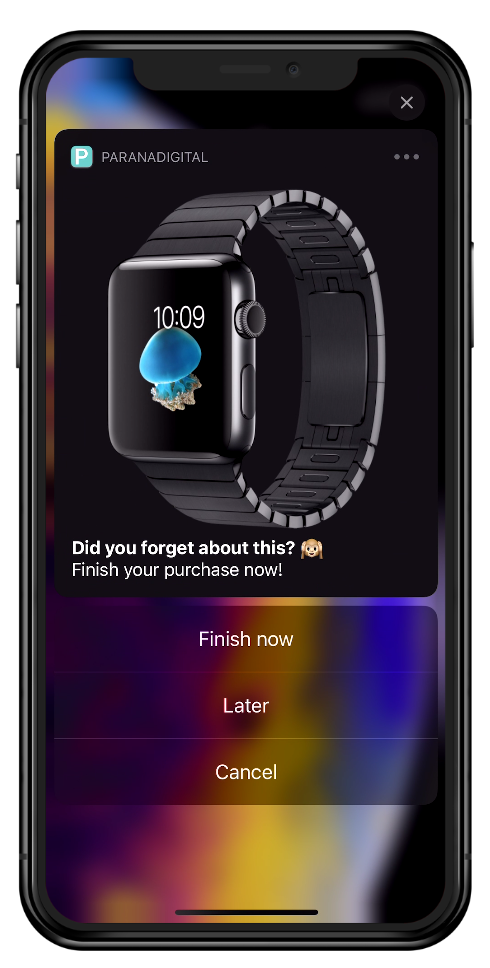 P PARANADIGITAL
10:09
Did you forget about this? 🙉
Finish your purchase now!
Finish now
Later
Cancel